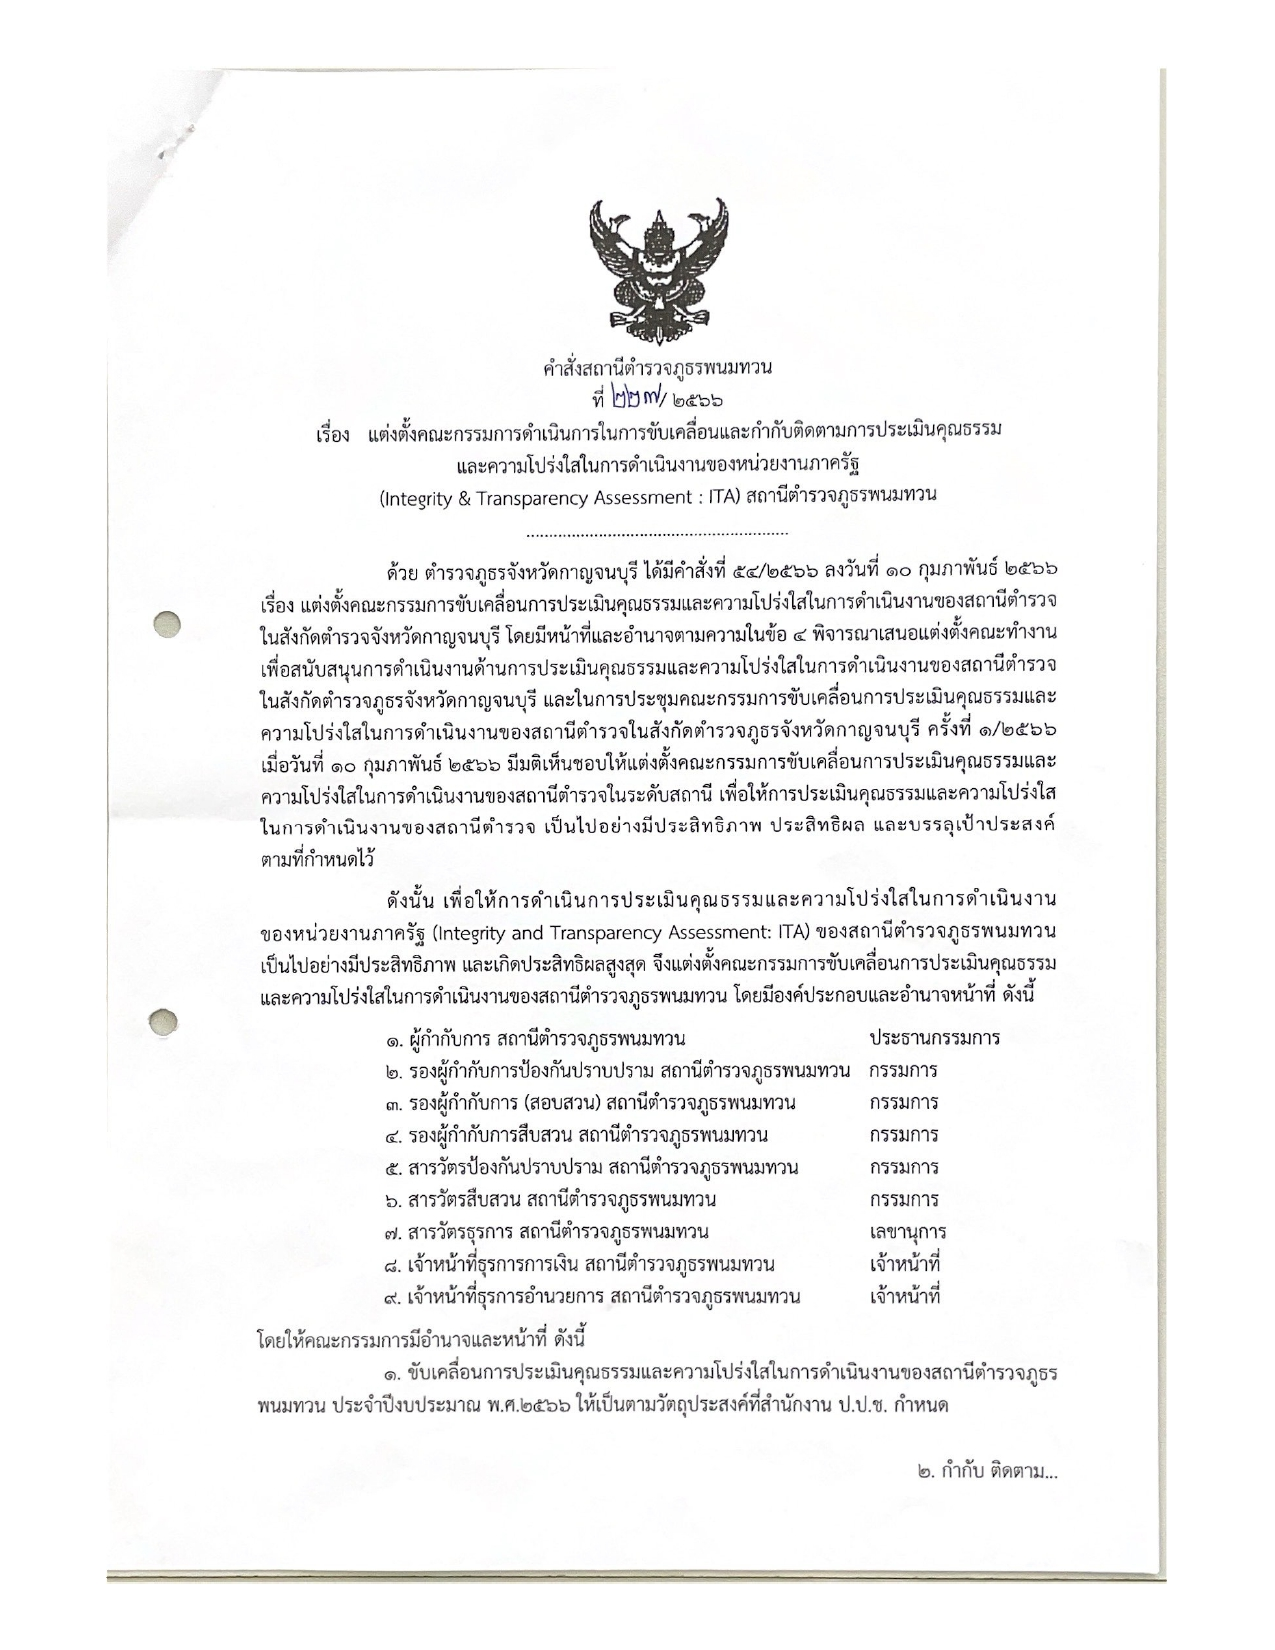 คำสั่งสถานีตำรวจภูธรพนมทวน
ที่ ๒๒๗/ ๒๕๖๖
เรื่อง แต่งตั้งคณะกรรมการดำเนินการในการขับเคลื่อนและกำกับติดตามการประเมินคุณธรรม
และความโปร่งใสในการดำเนินงานของหน่วยงานภาครัฐ
(Integrity & Transparency Assessment : ITA) สถานีตำรวจภูธรพนมทวน
........................................................
ด้วย ตำรวจภูธรจังหวัดกาญจนบุรี ได้มีคำสั่งที่ ๕๔/๒๕๖๖ ลงวันที่ ๑๐ กุมภาพันธ์ ๒๕๖๖
เรื่อง แต่งตั้งคณะกรรมการขับเคลื่อนการประเมินคุณธรรมและความโปร่งใสในการดำเนินงานของสถานีตำรวจ
ในสังกัดตำรวจจังหวัดกาญจนบุรี โดยมีหน้าที่และอำนาจตามความในข้อ ๔ พิจารณาเสนอแต่งตั้งคณะทำงาน
เพื่อสนับสนุนการดำเนินงานด้านการประเมินคุณธรรมและความโปร่งใสในการดำเนินงานของสถานีตำรวจ
ในสังกัดตำรวจภูธรจังหวัดกาญจนบุรี และในการประชุมคณะกรรมการขับเคลื่อนการประเมินคุณธรรมและ
ความโปร่งใสในการดำเนินงานของสถานีตำรวจในสังกัดตำรวจภูธรจังหวัดกาญจนบุรี ครั้งที่ ๑/๒๕๖๖
เมื่อวันที่ ๑๐ กุมภาพันธ์ ๒๕๖๖ มีมติเห็นชอบให้แต่งตั้งคณะกรรมการขับเคลื่อนการประเมินคุณธรรมและ
ความโปร่งใสในการดำเนินงานของสถานีตำรวจในระดับสถานี เพื่อให้การประเมินคุณธรรมและความโปร่งใส
ในการดำเนินงานของสถานีตำรวจ เป็นไปอย่างมีประสิทธิภาพ ประสิทธิผล และบรรลุเป้าประสงค์
ตามที่กำหนดไว้
ดังนั้น เพื่อให้การดำเนินการประเมินคุณธรรมและความโปร่งใสในการดำเนินงาน
ของหน่วยงานภาครัฐ (Integrity and Transparency Assessment: ITA) ของสถานีตำรวจภูธรพนมทวน
เป็นไปอย่างมีประสิทธิภาพ และเกิดประสิทธิผลสูงสุด จึงแต่งตั้งคณะกรรมการขับเคลื่อนการประเมินคุณธรรม
และความโปร่งใสในการดำเนินงานของสถานีตำรวจภูธรพนมทวน โดยมีองค์ประกอบและอำนาจหน้าที่ ดังนี้
๑. ผู้กำกับการ สถานีตำรวจภูธรพนมทวน ประธานกรรมการ
๒. รองผู้กำกับการป้องกันปราบปราม สถานีตำรวจภูธรพนมทวน กรรมการ
๓. รองผู้กำกับการ (สอบสวน) สถานีตำรวจภูธรพนมทวน กรรมการ
๔. รองผู้กำกับการสืบสวน สถานีตำรวจภูธรพนมทวน กรรมการ
๕. สารวัตรป้องกันปราบปราม สถานีตำรวจภูธรพนมทวน กรรมการ
๖. สารวัตรสืบสวน สถานีตำรวจภูธรพนมทวน กรรมการ
๗. สารวัตรธุรการ สถานีตำรวจภูธรพนมทวน เลขานุการ
๘. เจ้าหน้าที่ธุรการการเงิน สถานีตำรวจภูธรพนมทวน เจ้าหน้าที่
๙. เจ้าหน้าที่ธุรการอำนวยการ สถานีตำรวจภูธรพนมทวน เจ้าหน้าที่
โดยให้คณะกรรมการมีอำนาจและหน้าที่ ดังนี้
๑. ขับเคลื่อนการประเมินคุณธรรมและความโปร่งใสในการดำเนินงานของสถานีตำรวจภูธร
พนมทวน ประจำปีงบประมาณ พ.ศ.๒๕๖๖ ให้เป็นตามวัตถุประสงค์ที่สำนักงาน ป.ป.ช. กำหนด
๒. กำกับ ติดตาม...